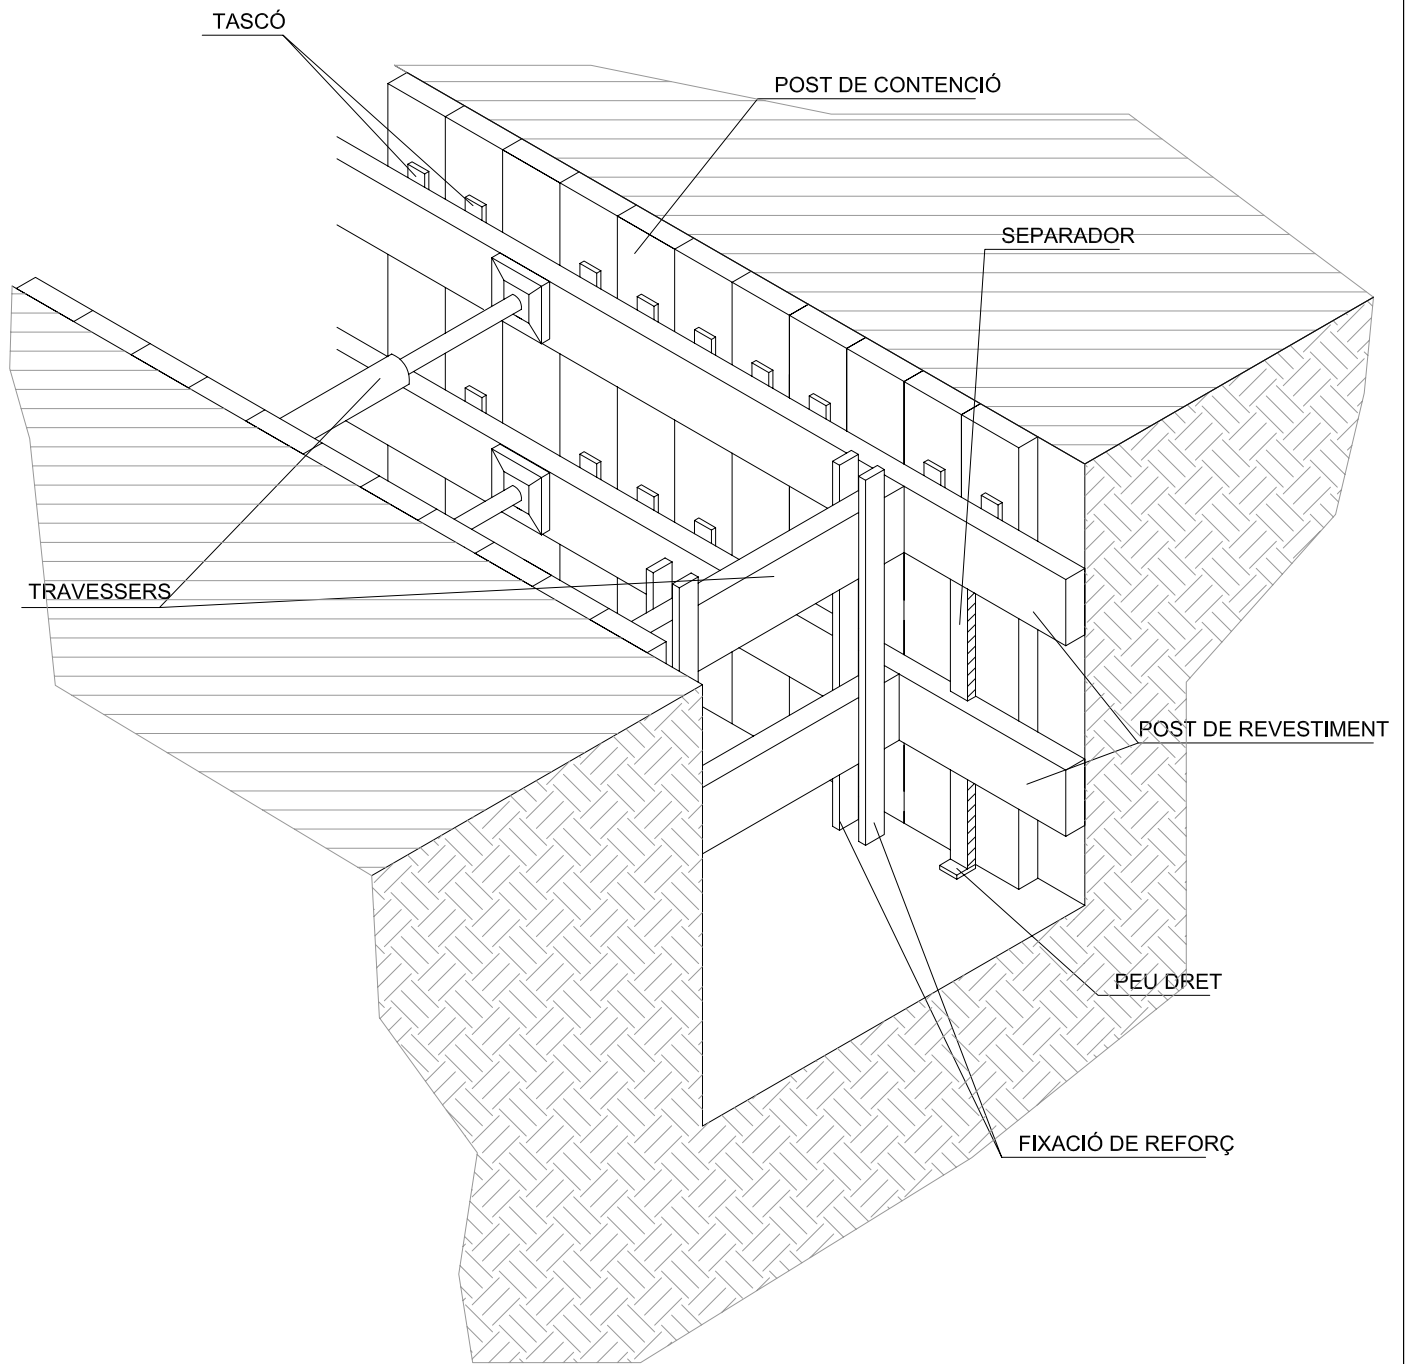 TASCÓ
POST DE CONTENCIÓ
SEPARADOR
TRAVESSERS
POST DE REVESTIMENT
PEU DRET
FIXACIÓ DE REFORÇ